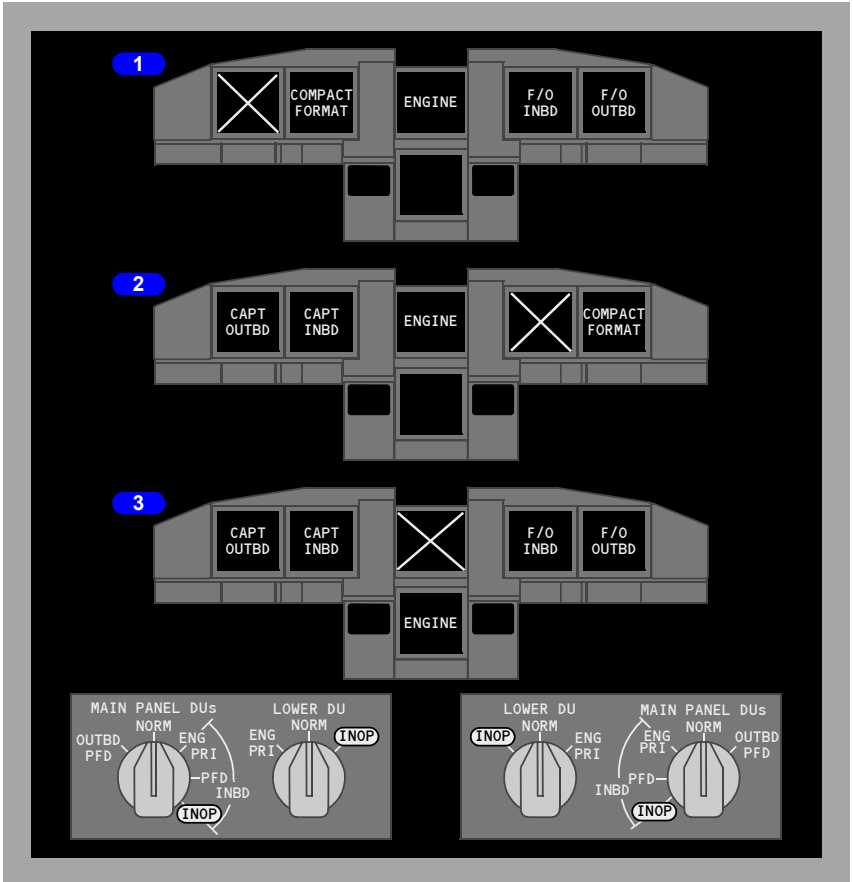 1
COMPACT
FORMAT
ENGINE
F/O
INBD
F/O
OUTBD
2
CAPT
OUTBD
CAPT
INBD
ENGINE
COMPACT
FORMAT
3
CAPT
OUTBD
CAPT
INBD
F/O
INBD
F/O
OUTBD
ENGINE
MAIN PANEL DUs
NORM
OUTBD
PFD
ENG
PRI
PFD
INBD
INOP
LOWER DU
NORM
ENG
PRI
INOP
LOWER DU
NORM
INOP
ENG
PRI
MAIN PANEL DUs
NORM
ENG
PRI
OUTBD
PFD
PFD
INBD
INOP